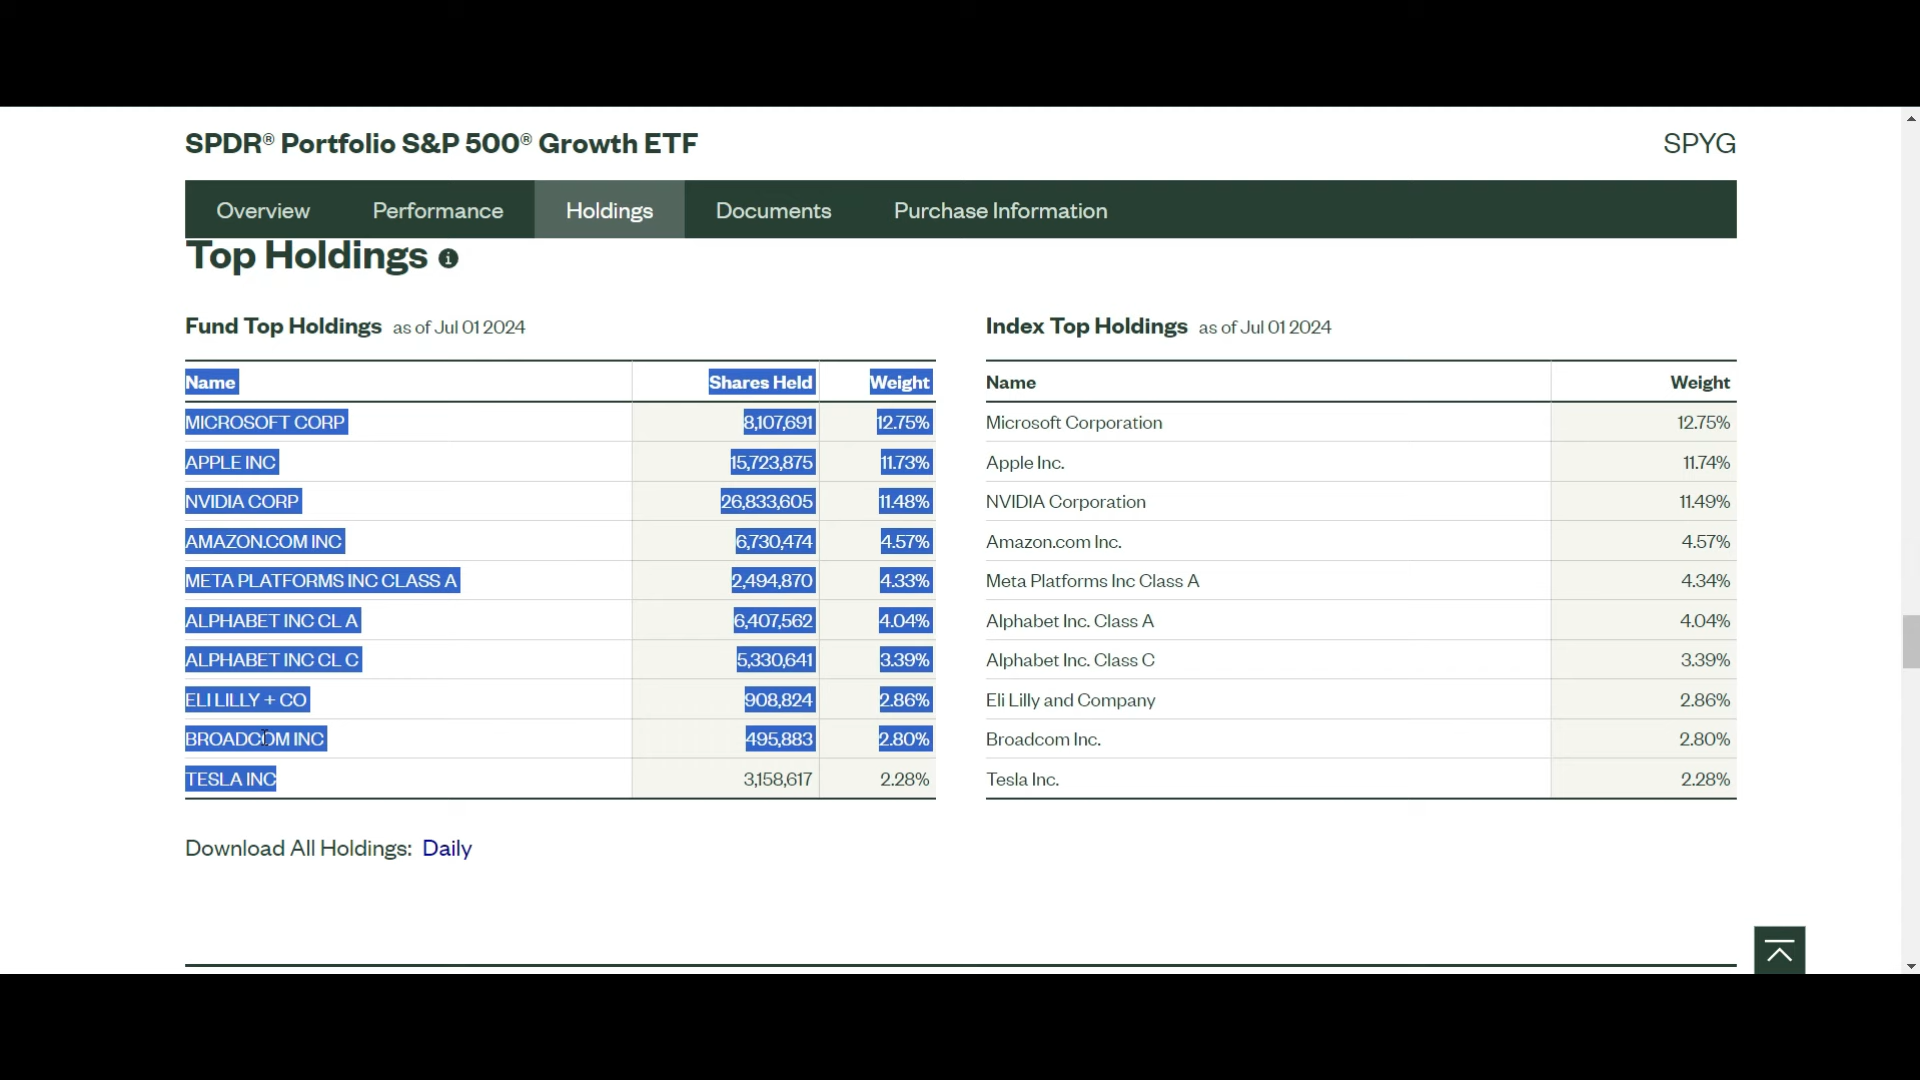 SPDR® Portfolio S&P 500® Growth ETF SPYG
Overview Performance Holdings Documents Purchase Information
Top Holdings
Fund Top Holdings as of Jul 01 2024
Name Shares Held Weight
MICROSOFT CORP 8,107,691 12.75%
APPLE INC 15,723,875 11.73%
NVIDIA CORP 26,833,605 11.48%
AMAZON.COM INC 6,730,474 4.57%
META PLATFORMS INC CLASS A 2,494,870 4.33%
ALPHABET INC CL A 6,407,562 4.04%
ALPHABET INC CL C 5,330,641 3.39%
ELI LILLY + CO 908,824 2.86%
BROADCOM INC 495,883 2.80%
TESLA INC 3,158,617 2.28%
Index Top Holdings as of Jul 01 2024
Name Weight
Microsoft Corporation 12.75%
Apple Inc. 11.74%
NVIDIA Corporation 11.49%
Amazon.com Inc. 4.57%
Meta Platforms Inc Class A 4.34%
Alphabet Inc. Class A 4.04%
Alphabet Inc. Class C 3.39%
Eli Lilly and Company 2.86%
Broadcom Inc. 2.80%
Tesla Inc. 2.28%
Download All Holdings: Daily